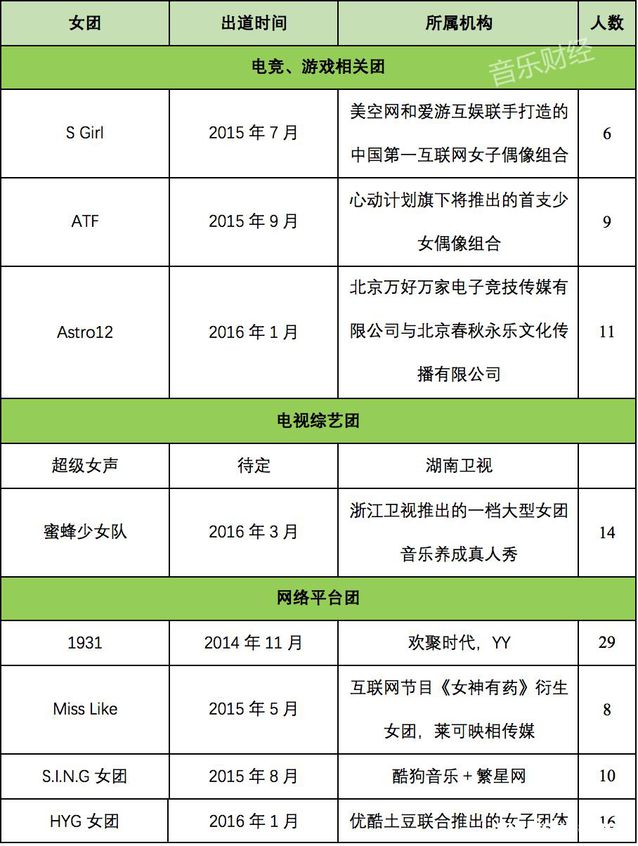 女团 出道时间 所属机构 人数
音乐财经
电竞、游戏相关团
S Girl 2015 年 7 月 美空网和爱游互娱联手打造的
中国第一互联网女子偶像组合 6
ATF 2015 年 9 月 心动计划旗下将推出的首支少
女偶像组合 9
Astro12 2016 年 1 月 北京万好万家电子竞技传媒有
限公司与北京春秋永乐文化传
播有限公司 11
电视综艺团
超级女声 待定 湖南卫视
蜜蜂少女队 2016 年 3 月 浙江卫视推出的一档大型女团
音乐养成真人秀 14
网络平台团
1931 2014 年 11 月 欢聚时代，YY 29
Miss Like 2015 年 5 月 互联网节目《女神有药》衍生
女团，莱可映相传媒 8
S.I.N.G 女团 2015 年 8 月 酷狗音乐＋繁星网 10
HYG 女团 2016 年 1 月 优酷土豆联合推出的女子团体 16